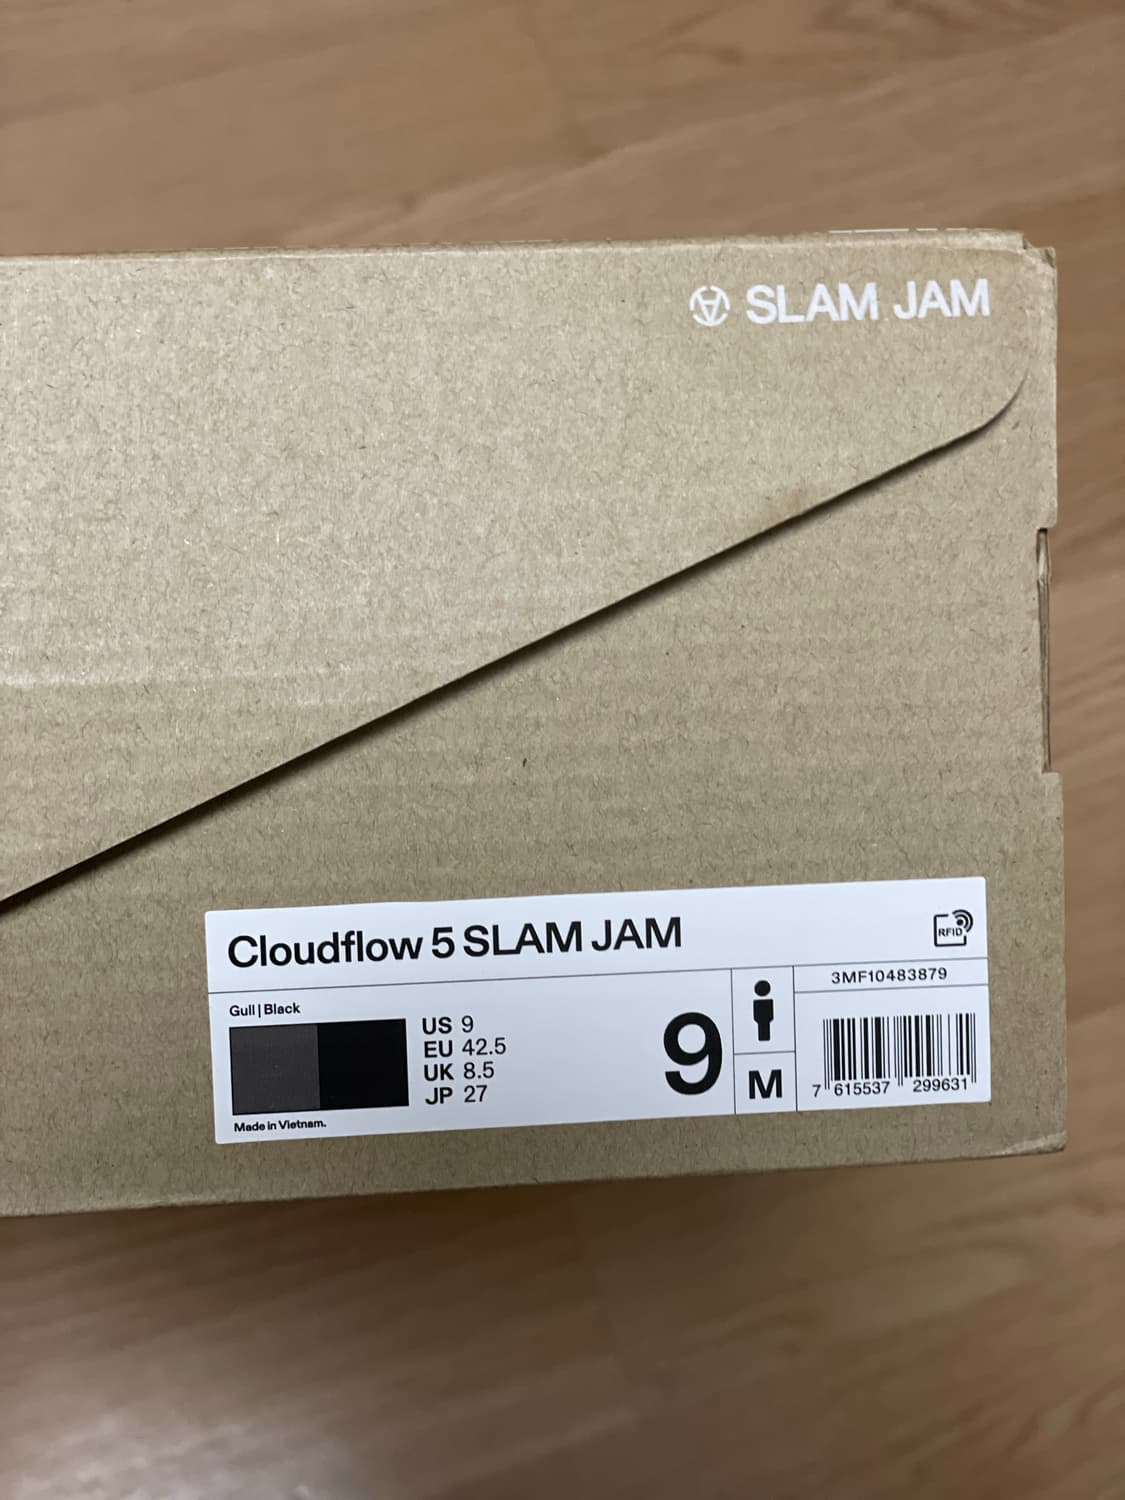 SLAM JAM
Cloudflow 5 SLAM JAM
RFID
Gull | Black
US 9
EU 42.5
UK 8.5
JP 27
Made in Vietnam.
9
M
3MF10483879
7 615537 299631